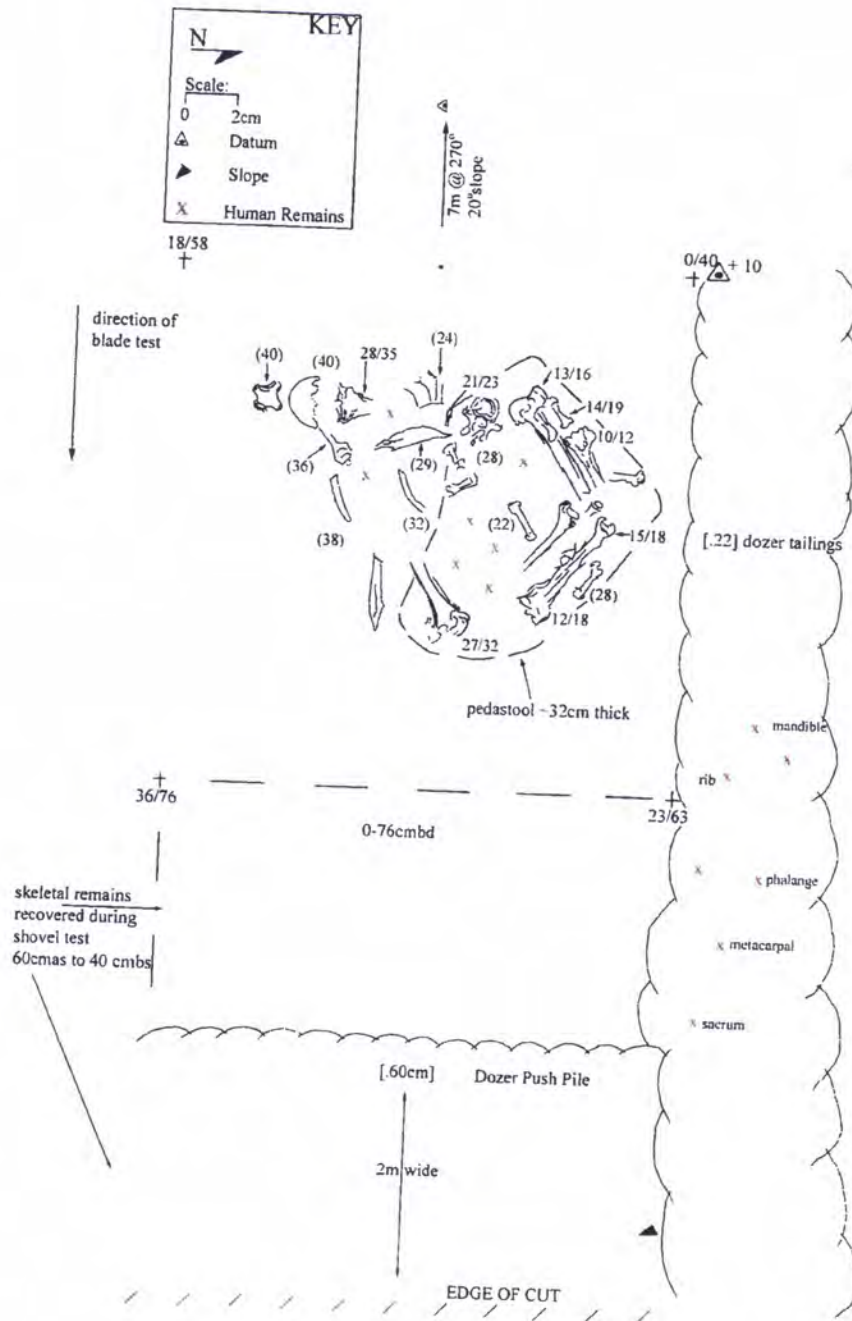 KEY
N
Scale:
0 2cm
Datum
Slope
X Human Remains
7m @ 270°
20°slope
18/58
0/40
+ 10
direction of
blade test
(40)
(40)
28/35
(24)
21/23
13/16
14/19
10/12
(36)
(29)
(28)
(38)
(32)
(22)
15/18
[.22] dozer tailings
(28)
12/18
27/32
pedastool ~32cm thick
mandible
rib
36/76
23/63
0-76cmbd
phalange
skeletal remains
recovered during
shovel test
60cmas to 40 cmbs
metacarpal
sacrum
[.60cm] Dozer Push Pile
2m wide
EDGE OF CUT